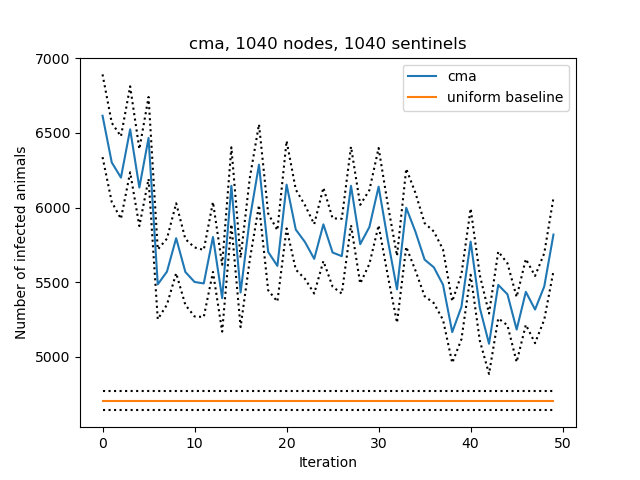 cma, 1040 nodes, 1040 sentinels
7000
6500
6000
5500
5000
Number of infected animals
cma
uniform baseline
0
10
20
30
40
50
Iteration